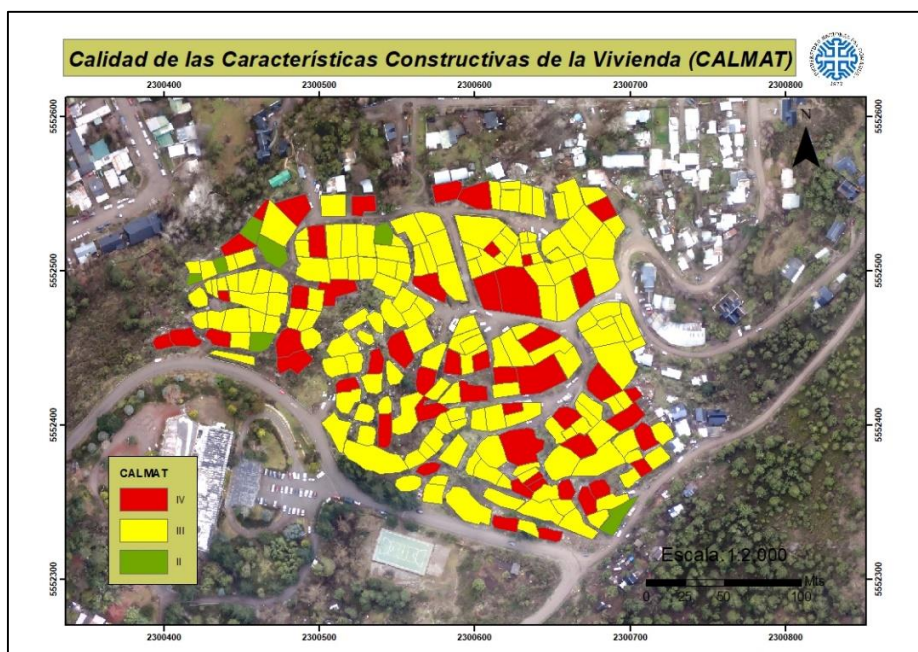 Calidad de las Características Constructivas de la Vivienda (CALMAT)
2300400 2300500 2300600 2300700 2300800
5552600 5552600
N
5552500 5552500
5552400 5552400
CALMAT
IV
III
II
Escala: 1:2,000
Mts
0 25 50 100
5552300 5552300
2300400 2300500 2300600 2300700 2300800